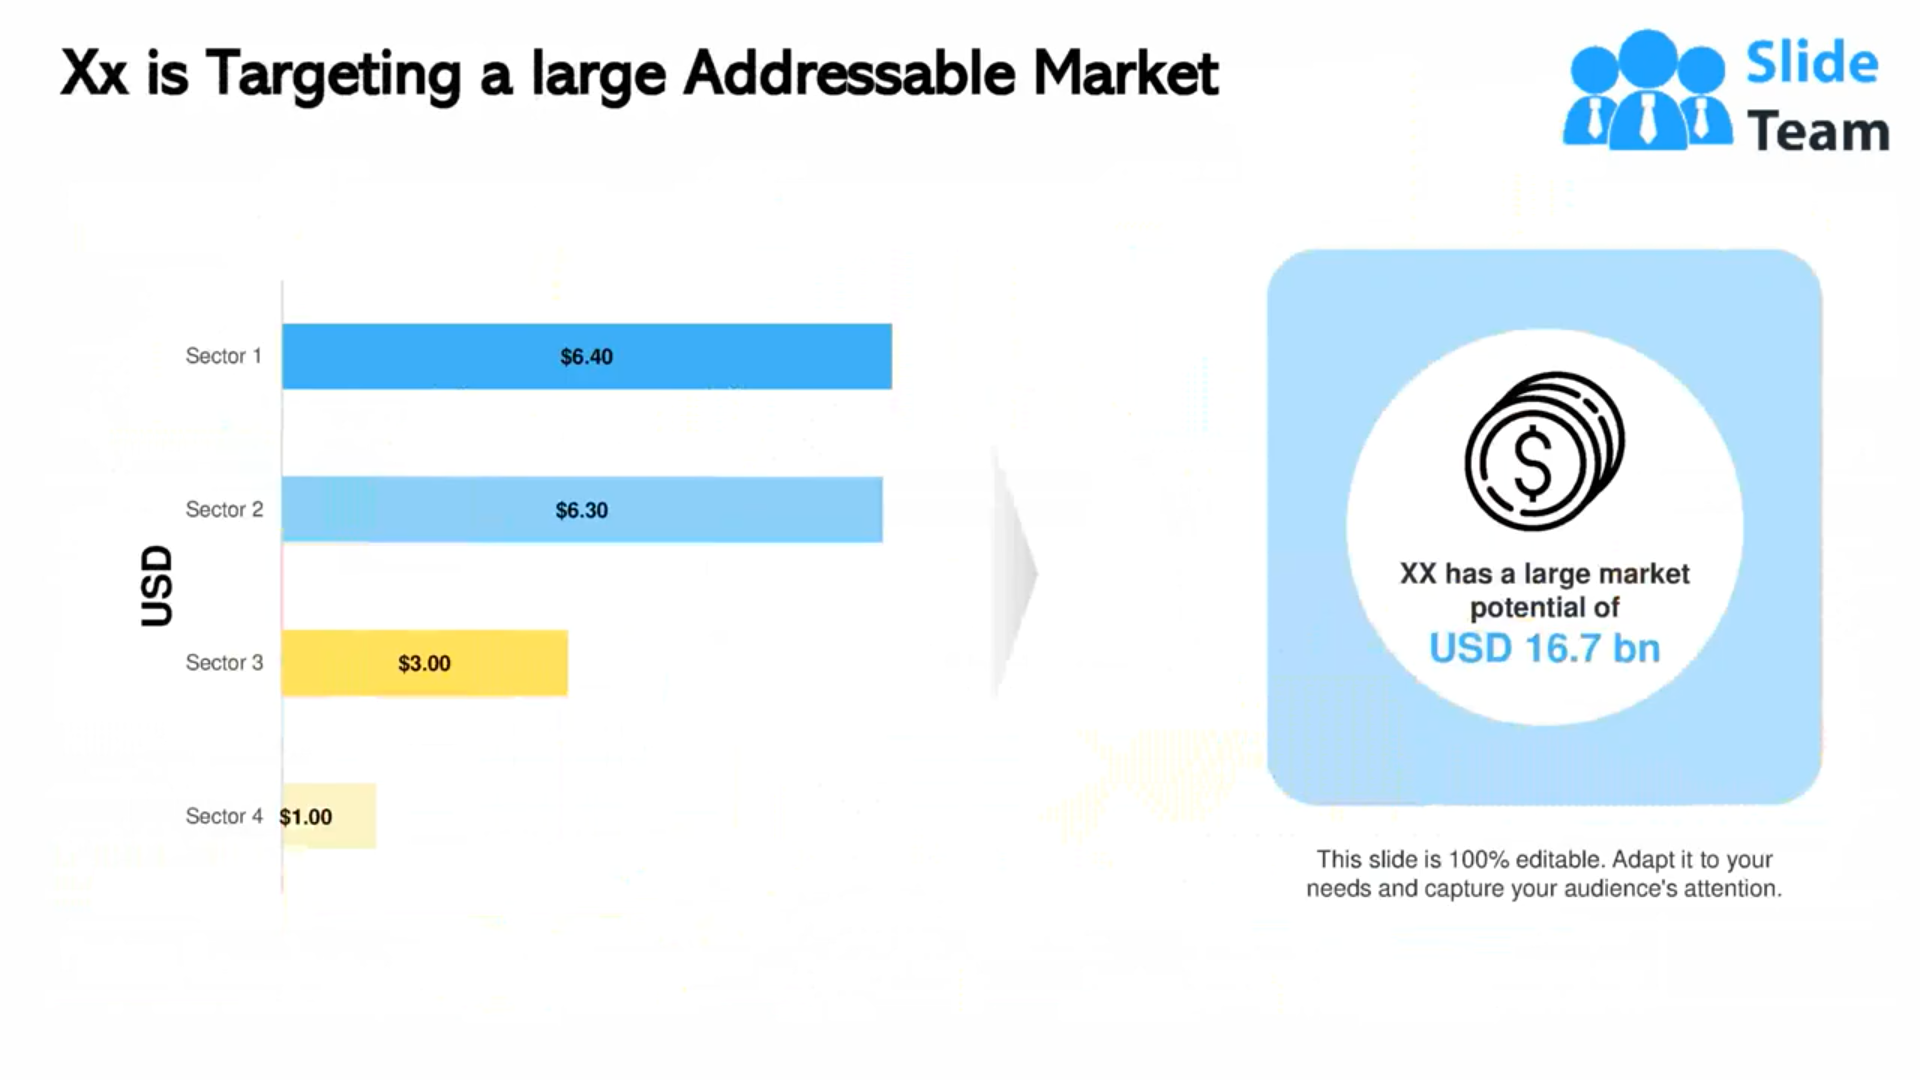 Xx is Targeting a large Addressable Market
Slide
Team
USD
Sector 1
$6.40
Sector 2
$6.30
Sector 3
$3.00
Sector 4
$1.00
XX has a large market
potential of
USD 16.7 bn
This slide is 100% editable. Adapt it to your
needs and capture your audience's attention.